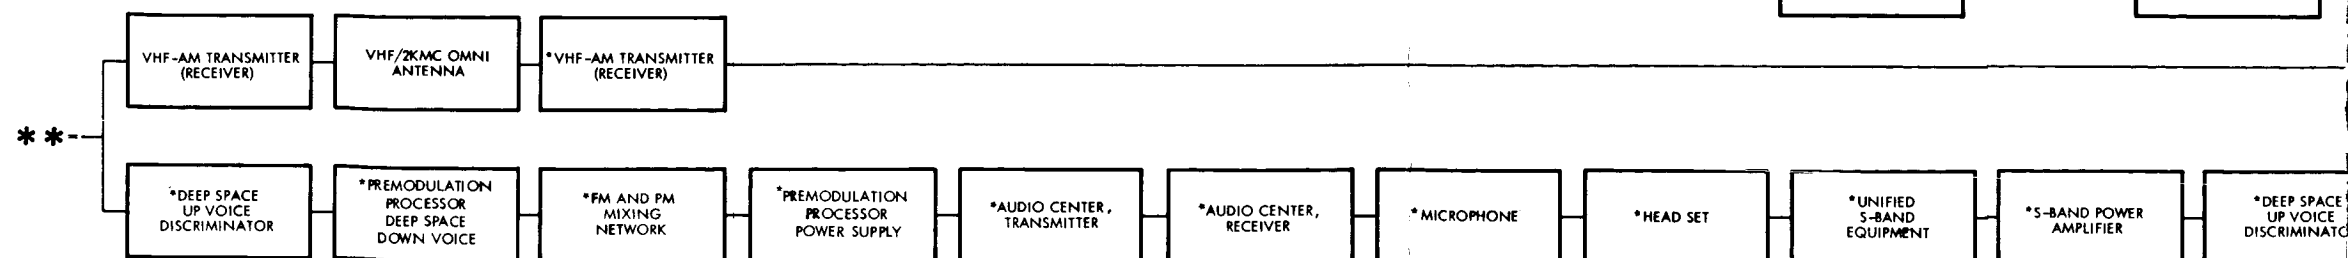 VHF-AM TRANSMITTER
(RECEIVER)
VHF/2KMC OMNI
ANTENNA
*VHF-AM TRANSMITTER
(RECEIVER)
**
*DEEP SPACE
UP VOICE
DISCRIMINATOR
*PREMODULATION
PROCESSOR
DEEP SPACE
DOWN VOICE
*FM AND PM
MIXING
NETWORK
*PREMODULATION
PROCESSOR
POWER SUPPLY
*AUDIO CENTER,
TRANSMITTER
*AUDIO CENTER,
RECEIVER
*MICROPHONE
*HEAD SET
*UNIFIED
S-BAND
EQUIPMENT
*S-BAND POWER
AMPLIFIER
*DEEP SPACE
UP VOICE
DISCRIMINATO